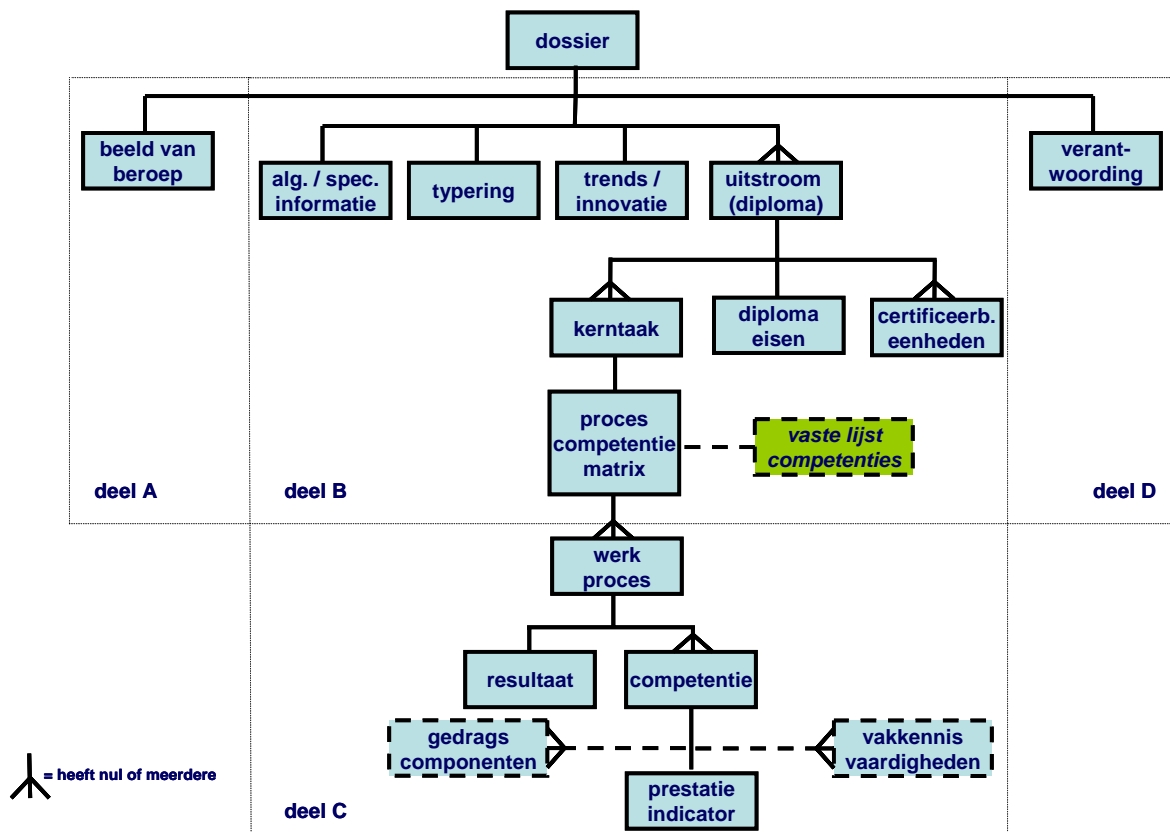 dossier
beeld van
beroep
alg. / spec.
informatie
typering
trends /
innovatie
uitstroom
(diploma)
verant-
woording
kerntaak
diploma
eisen
certificeerb.
eenheden
proces
competentie
matrix
vaste lijst
competenties
deel A
deel B
deel D
werk
proces
resultaat
competentie
gedrags
componenten
vakkennis
vaardigheden
= heeft nul of meerdere
prestatie
indicator
deel C